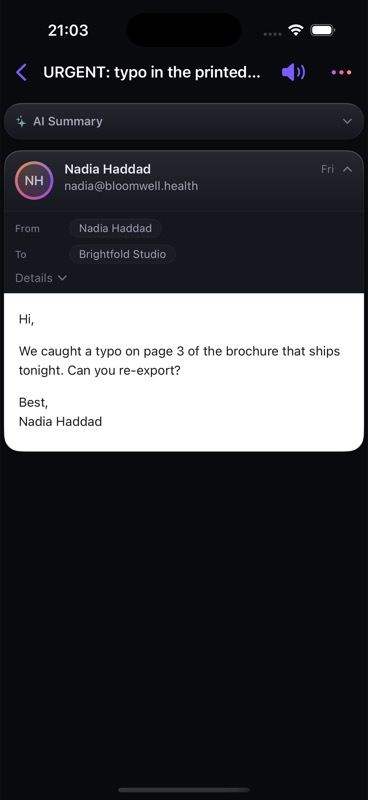 21:03
URGENT: typo in the printed...
AI Summary
NH
Nadia Haddad
Fri
nadia@bloomwell.health
From
Nadia Haddad
To
Brightfold Studio
Details
Hi,
We caught a typo on page 3 of the brochure that ships
tonight. Can you re-export?
Best,
Nadia Haddad